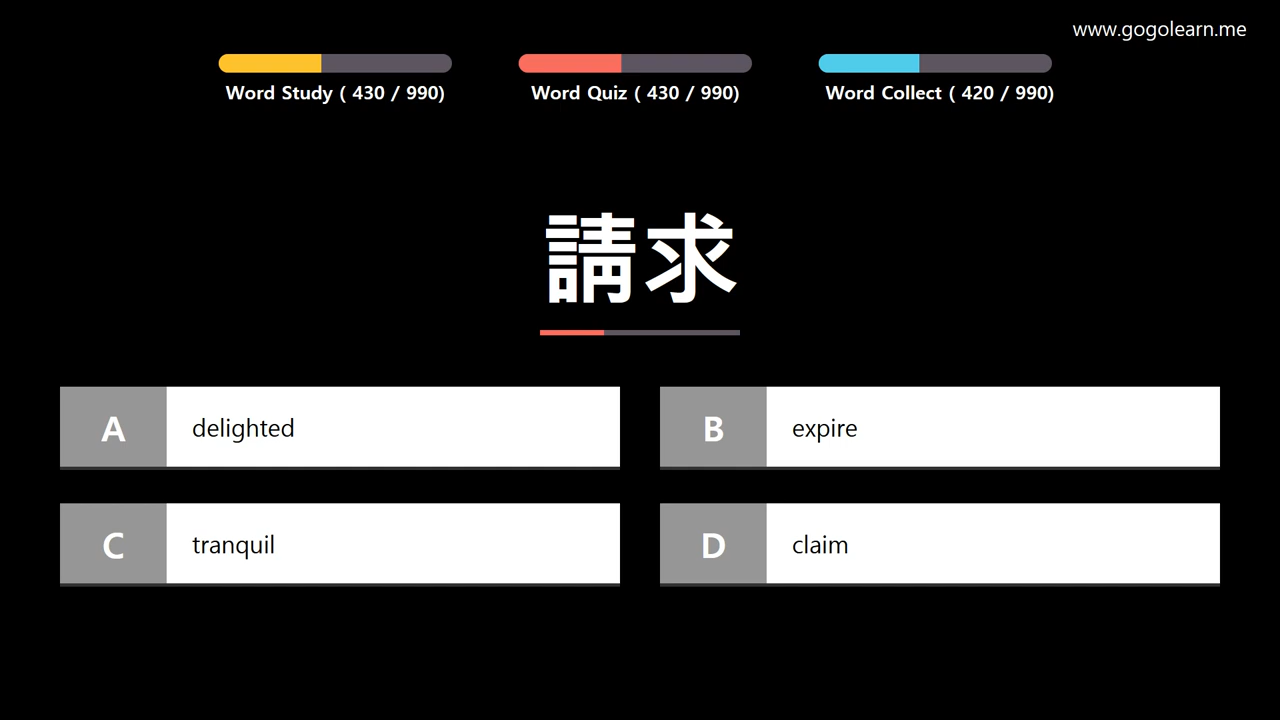 www.gogolearn.me
Word Study ( 430 / 990)
Word Quiz ( 430 / 990)
Word Collect ( 420 / 990)
請求
A delighted
B expire
C tranquil
D claim